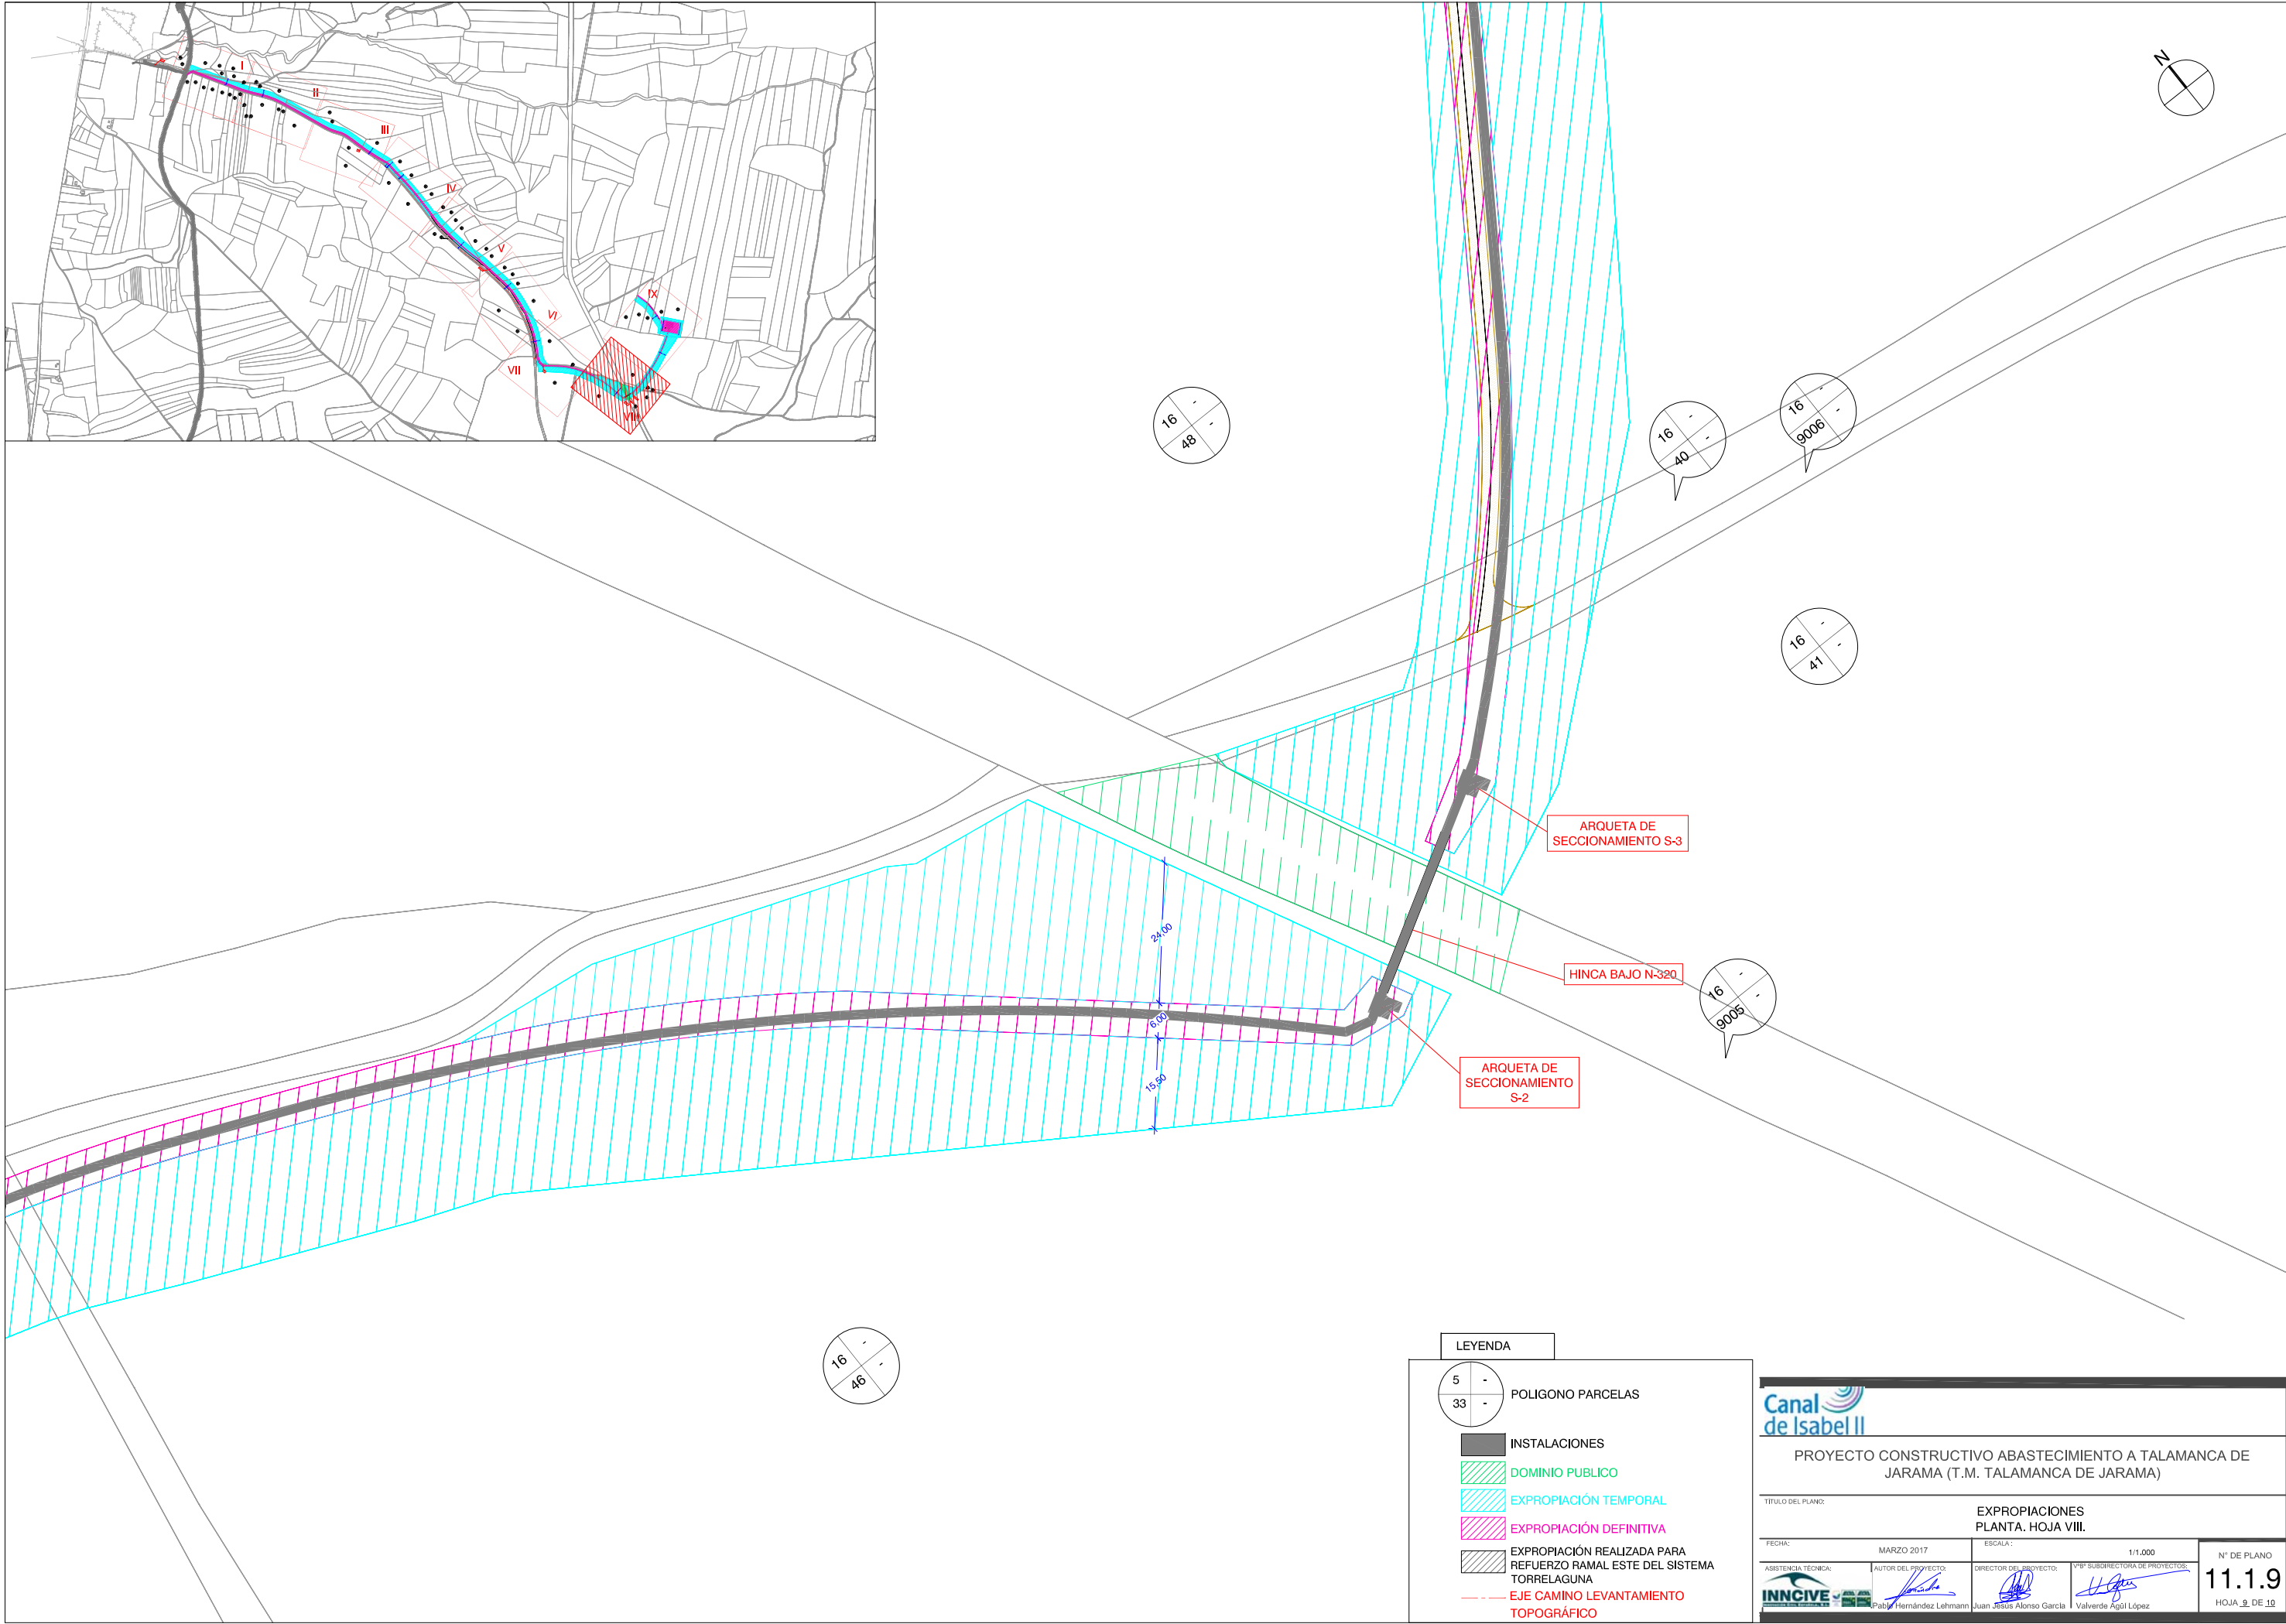 I
II
III
IV
V
VI
VII
VIII
IX
N
16 - -
48
16 - -
40
16 - -
9006
16 - -
41
ARQUETA DE
SECCIONAMIENTO S-3
24,00
HINCA BAJO N-320
16 - -
9005
6,00
15,50
ARQUETA DE
SECCIONAMIENTO
S-2
16 - -
46
LEYENDA
5 -
33 -
POLIGONO PARCELAS
INSTALACIONES
DOMINIO PUBLICO
EXPROPIACIÓN TEMPORAL
EXPROPIACIÓN DEFINITIVA
EXPROPIACIÓN REALIZADA PARA
REFUERZO RAMAL ESTE DEL SISTEMA
TORRELAGUNA
EJE CAMINO LEVANTAMIENTO
TOPOGRÁFICO
Canal
de Isabel II
PROYECTO CONSTRUCTIVO ABASTECIMIENTO A TALAMANCA DE
JARAMA (T.M. TALAMANCA DE JARAMA)
TÍTULO DEL PLANO:
EXPROPIACIONES
PLANTA. HOJA VIII.
FECHA:
MARZO 2017
ESCALA :
1/1.000
Nº DE PLANO
11.1.9
HOJA 9 DE 10
ASISTENCIA TÉCNICA:
INNCIVE
AUTOR DEL PROYECTO:
Pablo Hernández Lehmann
DIRECTOR DEL PROYECTO:
Juan Jesús Alonso García
VºBº SUBDIRECTORA DE PROYECTOS:
Valverde Agüí López